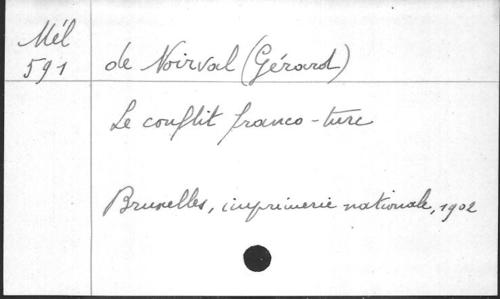 Mél
591
de Noirval (Gérard)
Le conflit franco-turc
Bruxelles, imprimerie nationale, 1902